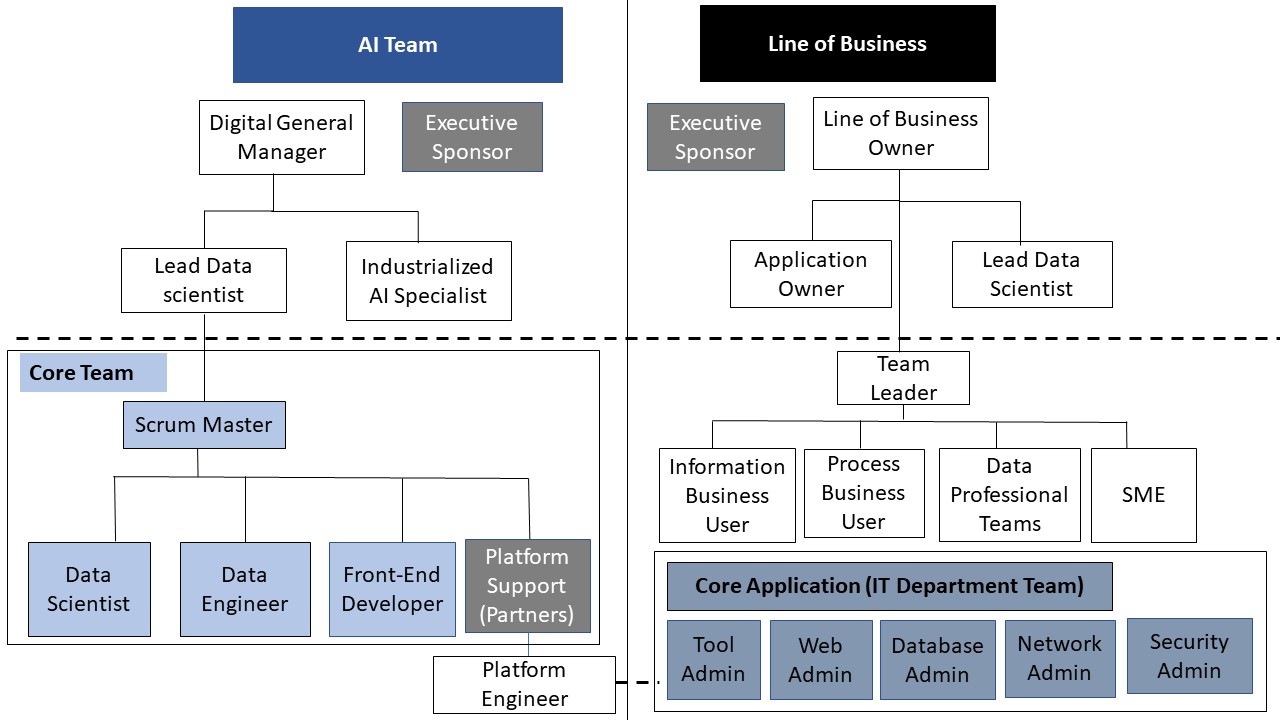 AI Team
Digital General
Manager
Executive
Sponsor
Lead Data
scientist
Industrialized
AI Specialist
Core Team
Scrum Master
Data
Scientist
Data
Engineer
Front-End
Developer
Platform
Support
(Partners)
Platform
Engineer
Line of Business
Executive
Sponsor
Line of Business
Owner
Application
Owner
Lead Data
Scientist
Team
Leader
Information
Business
User
Process
Business
User
Data
Professional
Teams
SME
Core Application (IT Department Team)
Tool
Admin
Web
Admin
Database
Admin
Network
Admin
Security
Admin